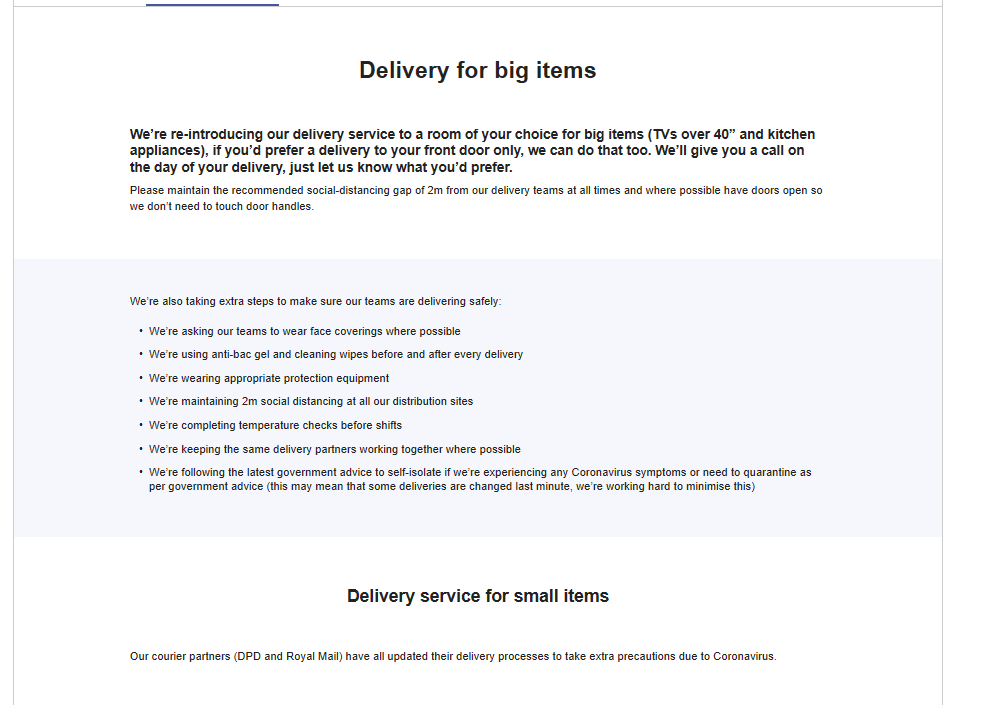 Delivery for big items
We’re re-introducing our delivery service to a room of your choice for big items (TVs over 40” and kitchen
appliances), if you’d prefer a delivery to your front door only, we can do that too. We’ll give you a call on
the day of your delivery, just let us know what you’d prefer.
Please maintain the recommended social-distancing gap of 2m from our delivery teams at all times and where possible have doors open so
we don’t need to touch door handles.
We’re also taking extra steps to make sure our teams are delivering safely:
• We’re asking our teams to wear face coverings where possible
• We’re using anti-bac gel and cleaning wipes before and after every delivery
• We’re wearing appropriate protection equipment
• We’re maintaining 2m social distancing at all our distribution sites
• We’re completing temperature checks before shifts
• We’re keeping the same delivery partners working together where possible
• We’re following the latest government advice to self-isolate if we’re experiencing any Coronavirus symptoms or need to quarantine as
per government advice (this may mean that some deliveries are changed last minute, we’re working hard to minimise this)
Delivery service for small items
Our courier partners (DPD and Royal Mail) have all updated their delivery processes to take extra precautions due to Coronavirus.